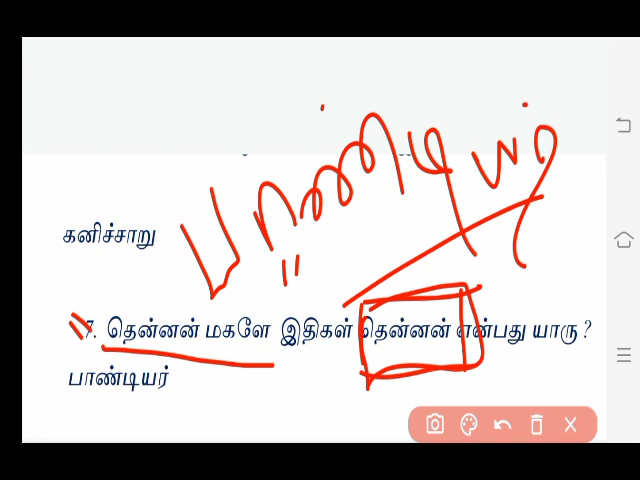 பாண்டியர்
கனிச்சாறு
7. தென்னன் மகளே இதிகள் தென்னன் என்பது யாரு ?
பாண்டியர்